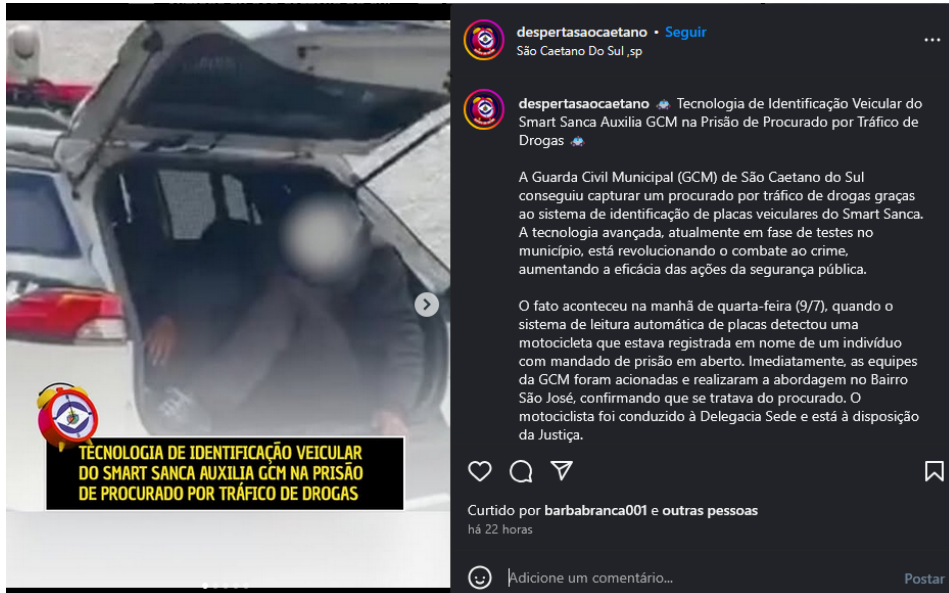 despertasaocaetano • Seguir
São Caetano Do Sul ,sp
despertasaocaetano Tecnologia de Identificação Veicular do
Smart Sanca Auxilia GCM na Prisão de Procurado por Tráfico de
Drogas
A Guarda Civil Municipal (GCM) de São Caetano do Sul
conseguiu capturar um procurado por tráfico de drogas graças
ao sistema de identificação de placas veiculares do Smart Sanca.
A tecnologia avançada, atualmente em fase de testes no
município, está revolucionando o combate ao crime,
aumentando a eficácia das ações da segurança pública.
O fato aconteceu na manhã de quarta-feira (9/7), quando o
sistema de leitura automática de placas detectou uma
motocicleta que estava registrada em nome de um indivíduo
com mandado de prisão em aberto. Imediatamente, as equipes
da GCM foram acionadas e realizaram a abordagem no Bairro
São José, confirmando que se tratava do procurado. O
motociclista foi conduzido à Delegacia Sede e está à disposição
da Justiça.
TECNOLOGIA DE IDENTIFICAÇÃO VEICULAR
DO SMART SANCA AUXILIA GCM NA PRISÃO
DE PROCURADO POR TRÁFICO DE DROGAS
Curtido por barbabranca001 e outras pessoas
há 22 horas
Adicione um comentário...
Postar